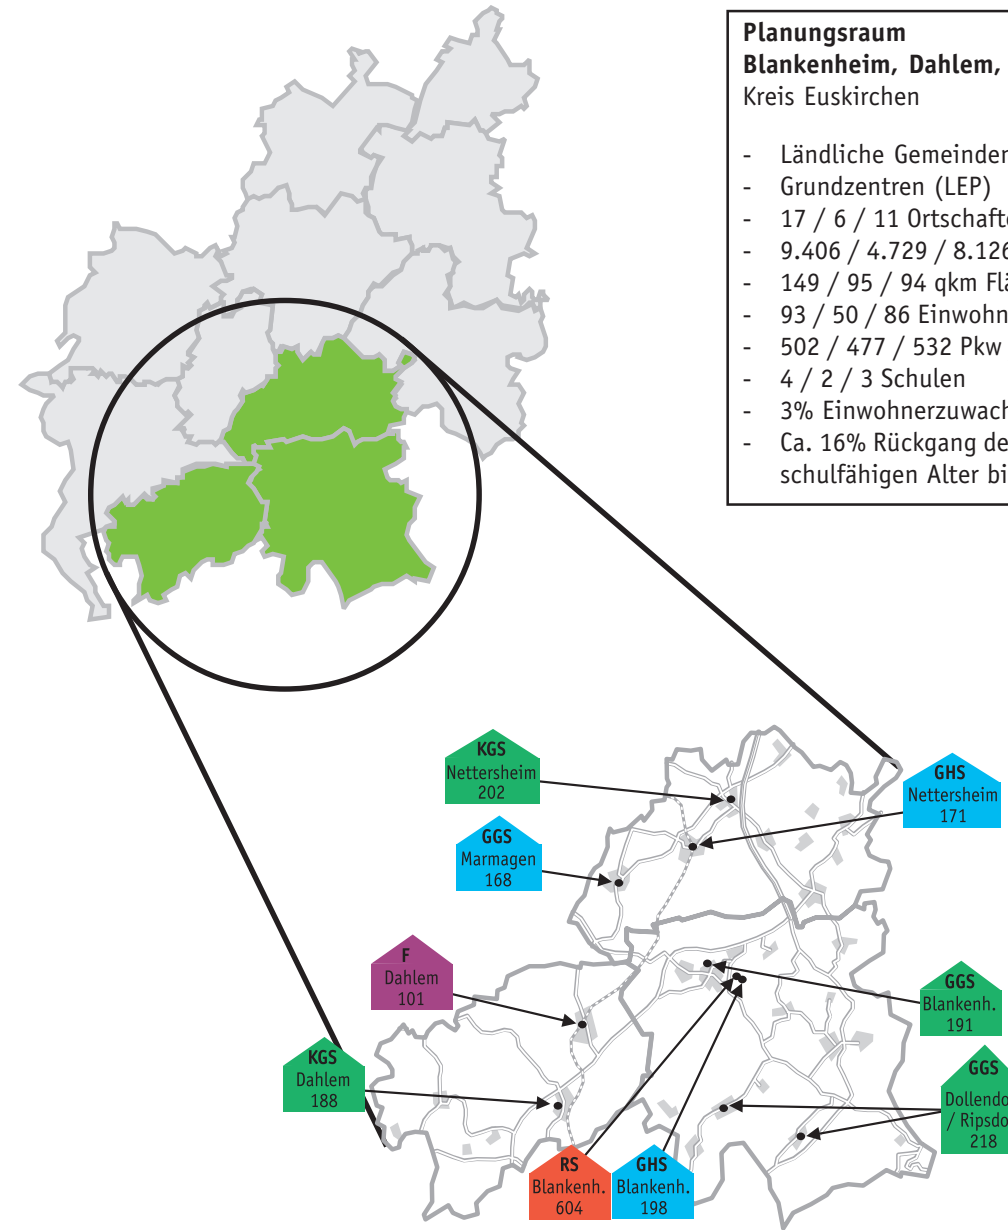 Planungsraum
Blankenheim, Dahlem,
Kreis Euskirchen
- Ländliche Gemeinden
- Grundzentren (LEP)
- 17 / 6 / 11 Ortschafte
- 9.406 / 4.729 / 8.126
- 149 / 95 / 94 qkm Flä
- 93 / 50 / 86 Einwohn
- 502 / 477 / 532 Pkw
- 4 / 2 / 3 Schulen
- 3% Einwohnerzuwach
- Ca. 16% Rückgang de
schulfähigen Alter bi
KGS
Nettersheim
202
GHS
Nettersheim
171
GGS
Marmagen
168
F
Dahlem
101
GGS
Blankenh.
191
KGS
Dahlem
188
GGS
Dollendo
/ Ripsdo
218
RS
Blankenh.
604
GHS
Blankenh.
198